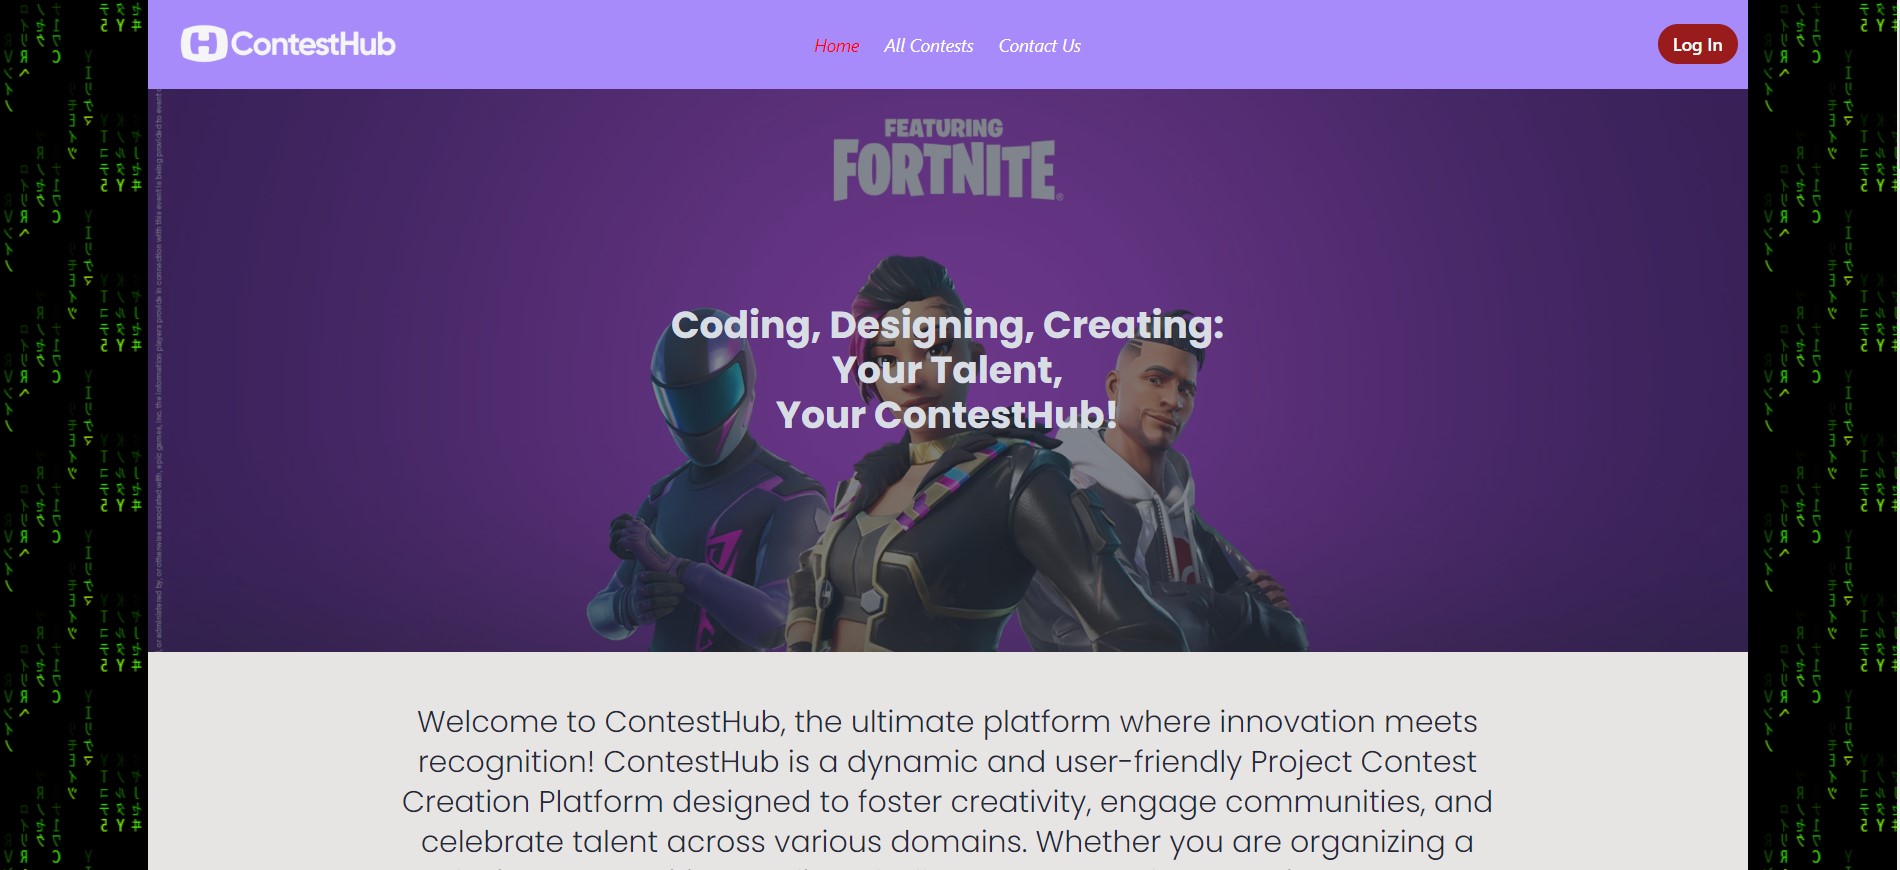 ContestHub
Home
All Contests
Contact Us
Log In
FEATURING
FORTNITE
Coding, Designing, Creating:
Your Talent,
Your ContestHub!
Welcome to ContestHub, the ultimate platform where innovation meets
recognition! ContestHub is a dynamic and user-friendly Project Contest
Creation Platform designed to foster creativity, engage communities, and
celebrate talent across various domains. Whether you are organizing a